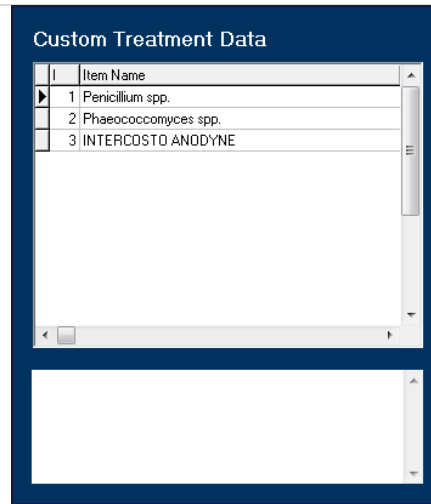 Custom Treatment Data
I Item Name
1 Penicillium spp.
2 Phaeococcomyces spp.
3 INTERCOSTO ANODYNE